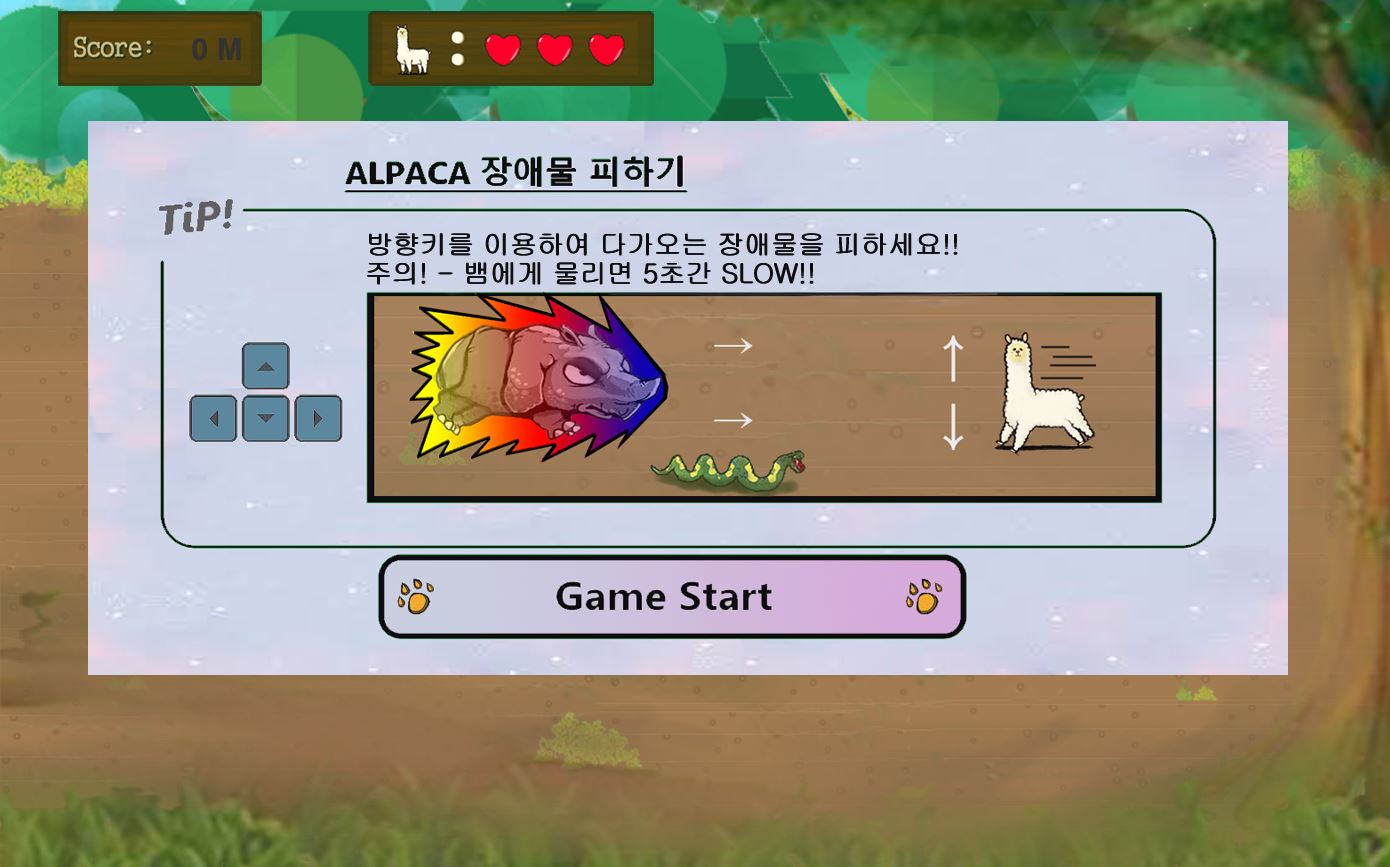 Score: 0 M
:
ALPACA 장애물 피하기
TiP!
방향키를 이용하여 다가오는 장애물을 피하세요!!
주의! - 뱀에게 물리면 5초간 SLOW!!
Game Start